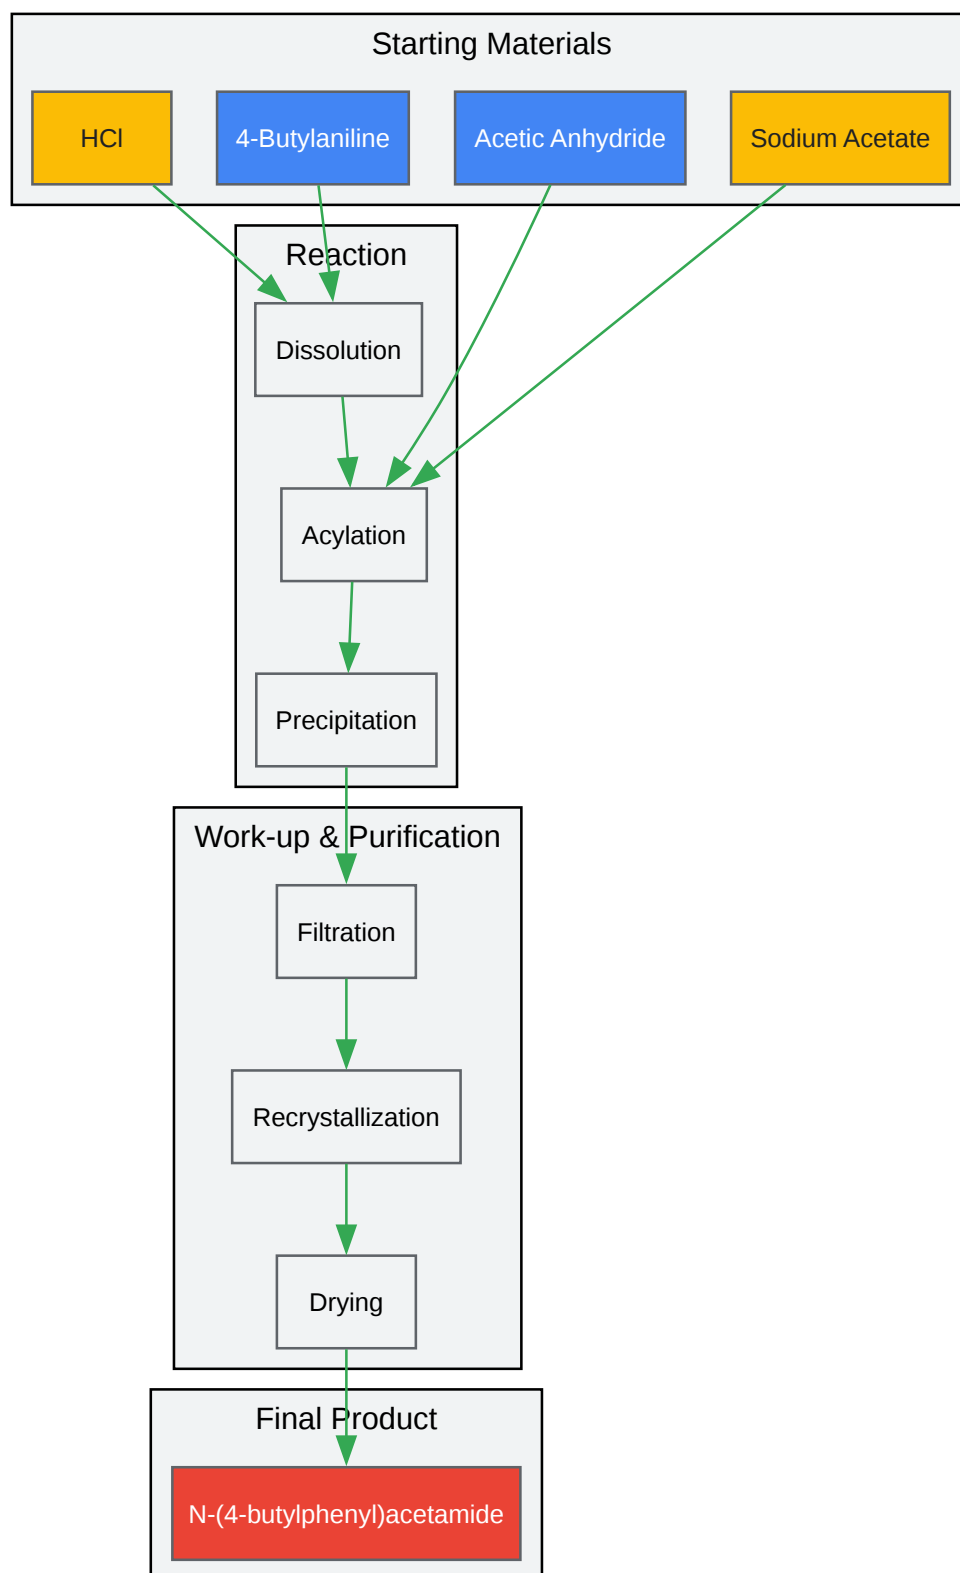 Starting Materials
HCl
4-Butylaniline
Acetic Anhydride
Sodium Acetate
Reaction
Dissolution
Acylation
Precipitation
Work-up & Purification
Filtration
Recrystallization
Drying
Final Product
N-(4-butylphenyl)acetamide